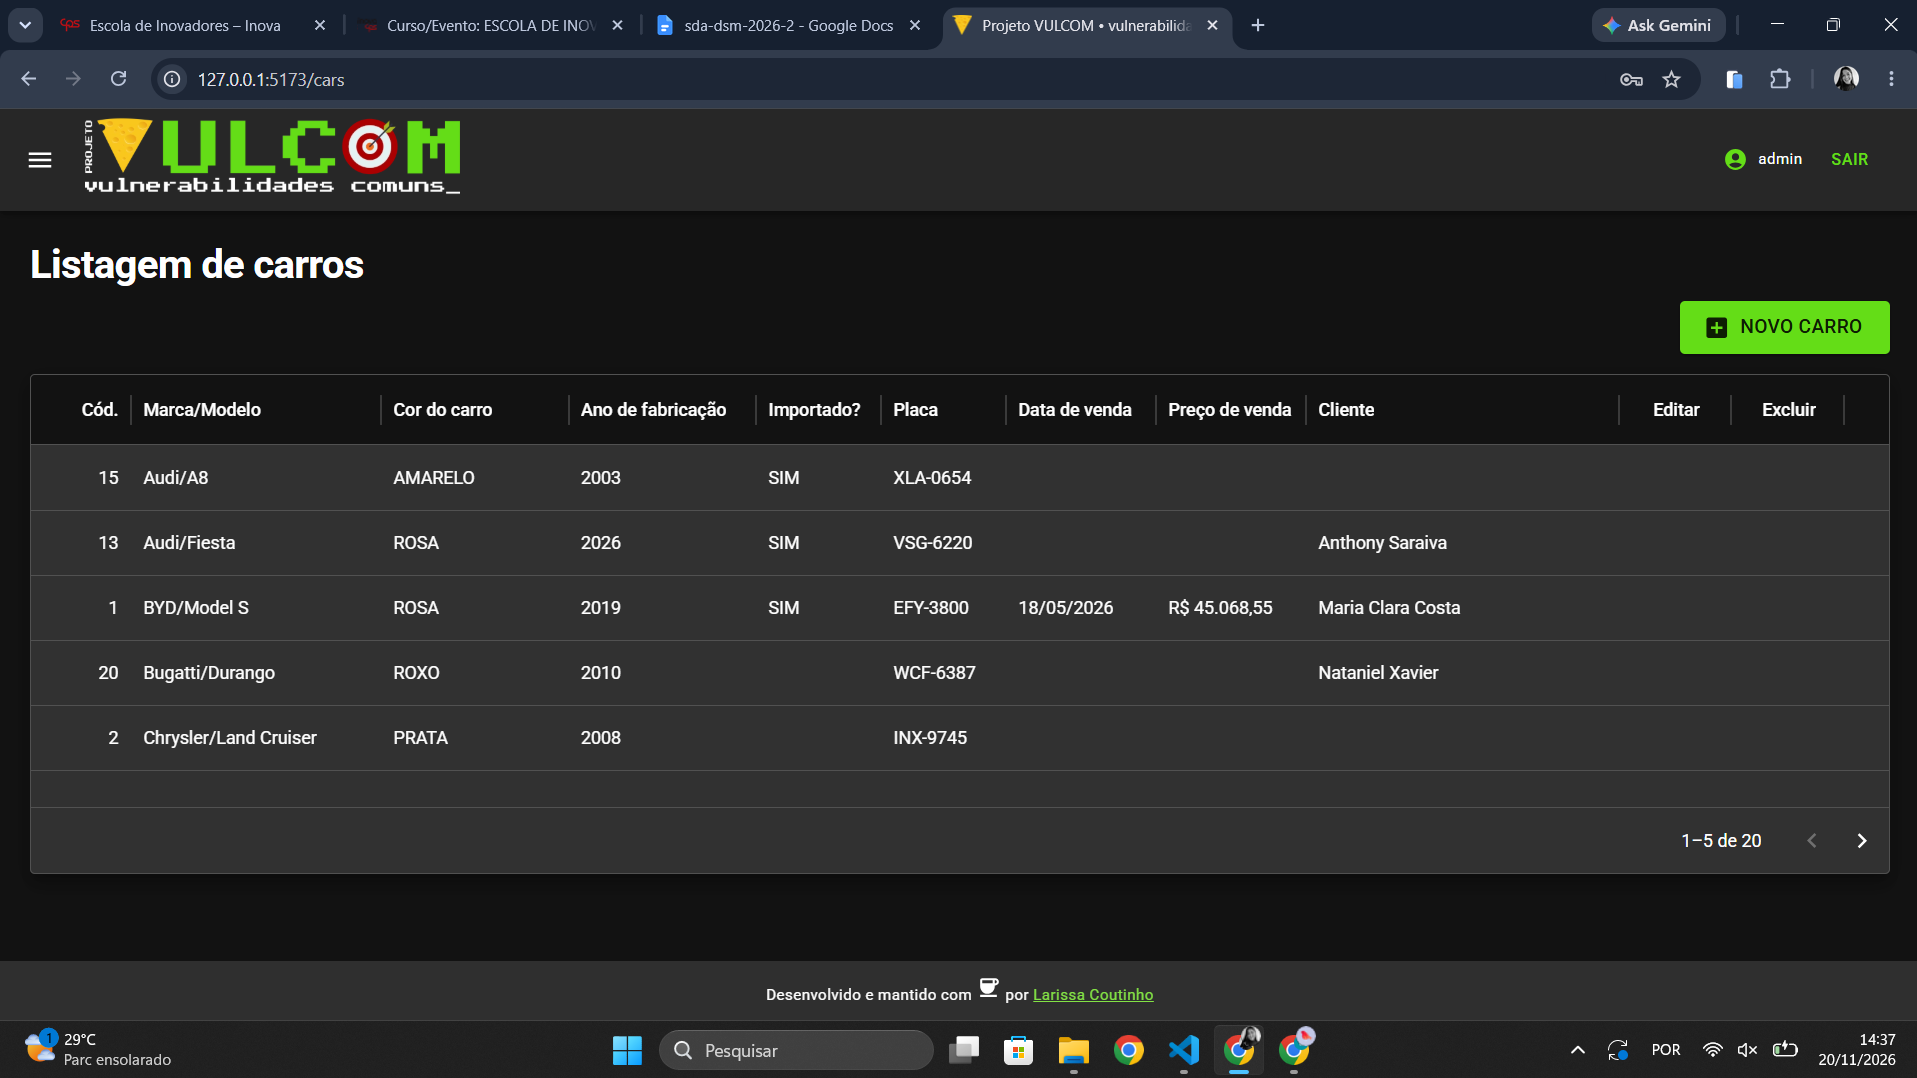 Escola de Inovadores – Inova
Curso/Evento: ESCOLA DE INOV
sda-dsm-2026-2 - Google Docs
Projeto VULCOM • vulnerabilida
Ask Gemini
127.0.0.1:5173/cars
PROJETO
VULCOM
vulnerabilidades comuns_
admin
SAIR
Listagem de carros
NOVO CARRO
Cód. Marca/Modelo Cor do carro Ano de fabricação Importado? Placa Data de venda Preço de venda Cliente Editar Excluir
15 Audi/A8 AMARELO 2003 SIM XLA-0654
13 Audi/Fiesta ROSA 2026 SIM VSG-6220 Anthony Saraiva
1 BYD/Model S ROSA 2019 SIM EFY-3800 18/05/2026 R$ 45.068,55 Maria Clara Costa
20 Bugatti/Durango ROXO 2010 WCF-6387 Nataniel Xavier
2 Chrysler/Land Cruiser PRATA 2008 INX-9745
1–5 de 20
Desenvolvido e mantido com por Larissa Coutinho
1
29°C
Parc ensolarado
Pesquisar
POR
14:37
20/11/2026